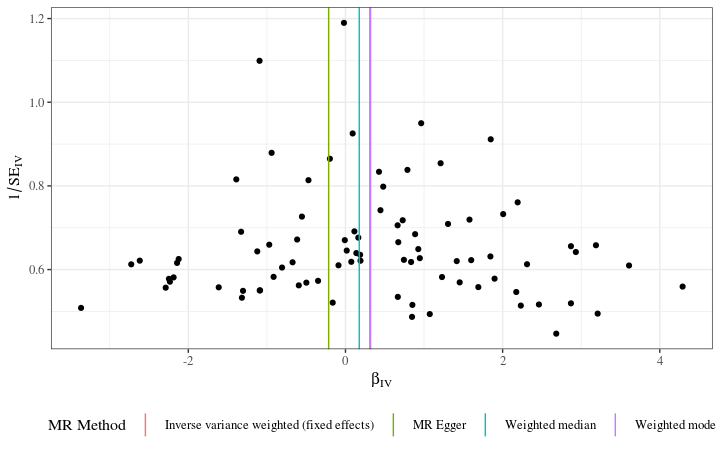 1.2
1.0
0.8
0.6
1/SE_IV
-2
0
2
4
β_IV
MR Method Inverse variance weighted (fixed effects) MR Egger Weighted median Weighted mode